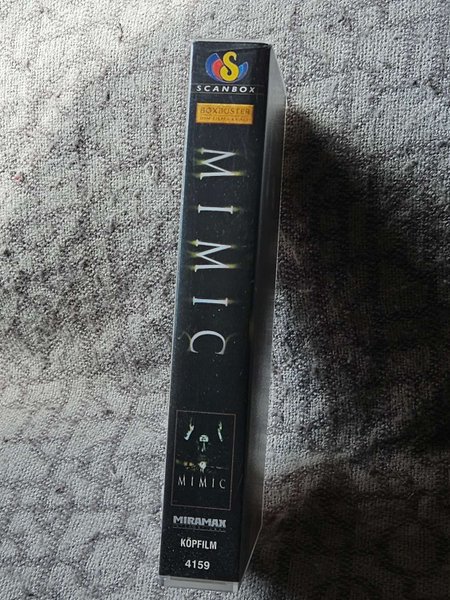 S
SCANBOX
BOXBUSTER
MIMIC
MIMIC
MIRAMAX
KÖPFILM
4159